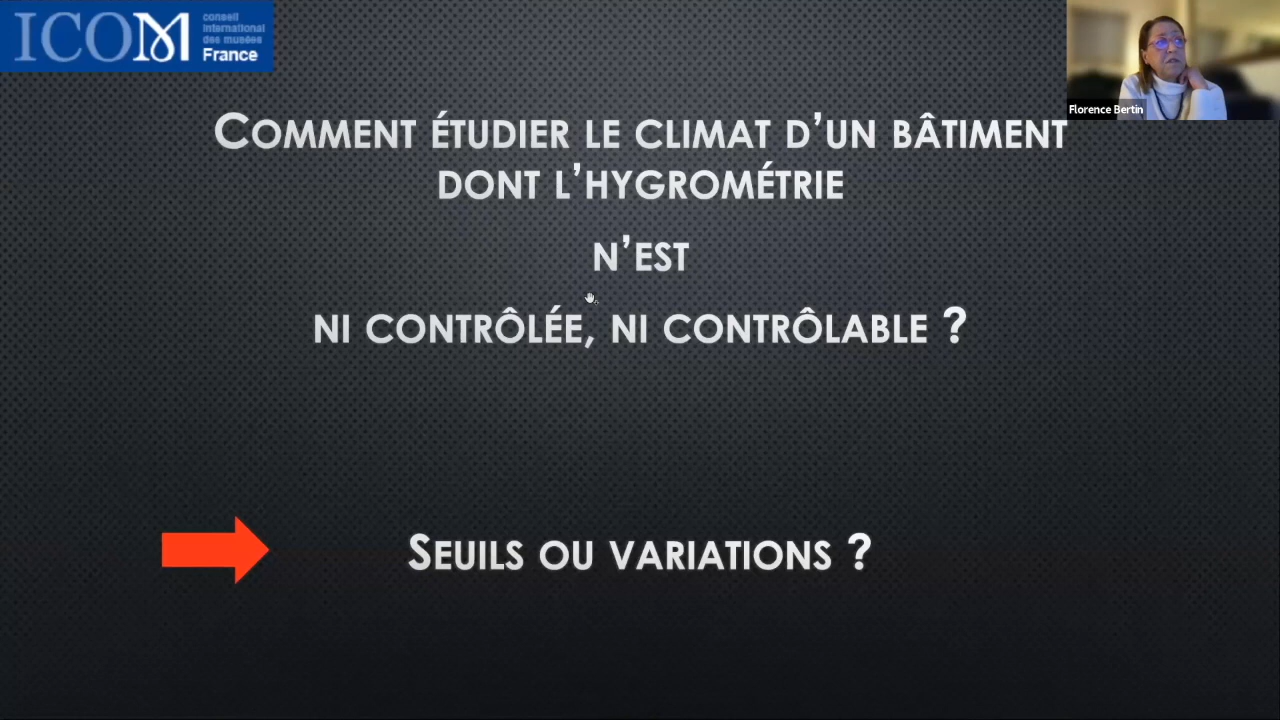 ICOM
conseil
international
des musées
France
Florence Bertin
COMMENT ÉTUDIER LE CLIMAT D’UN BÂTIMENT
DONT L’HYGROMÉTRIE
N’EST
NI CONTRÔLÉE, NI CONTRÔLABLE ?
SEUILS OU VARIATIONS ?